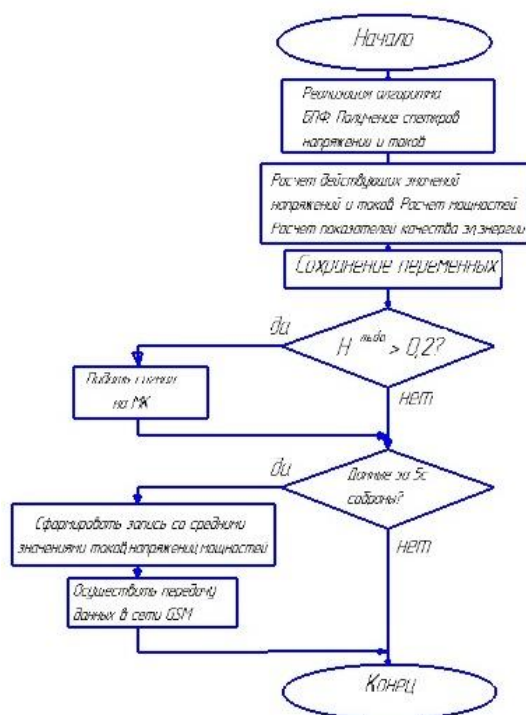 Начало
Реализация алгоритма
БПФ. Получение спеткров
напряжении и токов
Расчет действующих значений
напряжений и токов Расчет мощностей
Расчет показателей качества эл.энергии
Сохранение переменных
да
H > 0,2?
нет
на МК
да
Данные за 5с
собраны?
нет
Сформировать запись со средними
значениями токов,напряжений,мощностей
Осуществить передачу
данных в сети GSM
Конец